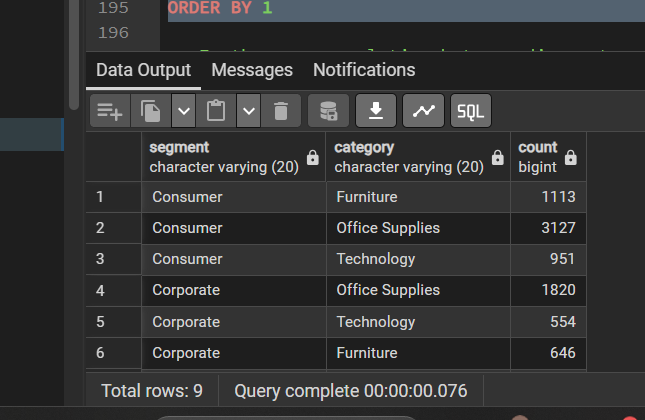 195 ORDER BY 1
196
Data Output Messages Notifications
SQL
segment category count
character varying (20) character varying (20) bigint
1 Consumer Furniture 1113
2 Consumer Office Supplies 3127
3 Consumer Technology 951
4 Corporate Office Supplies 1820
5 Corporate Technology 554
6 Corporate Furniture 646
Total rows: 9 Query complete 00:00:00.076